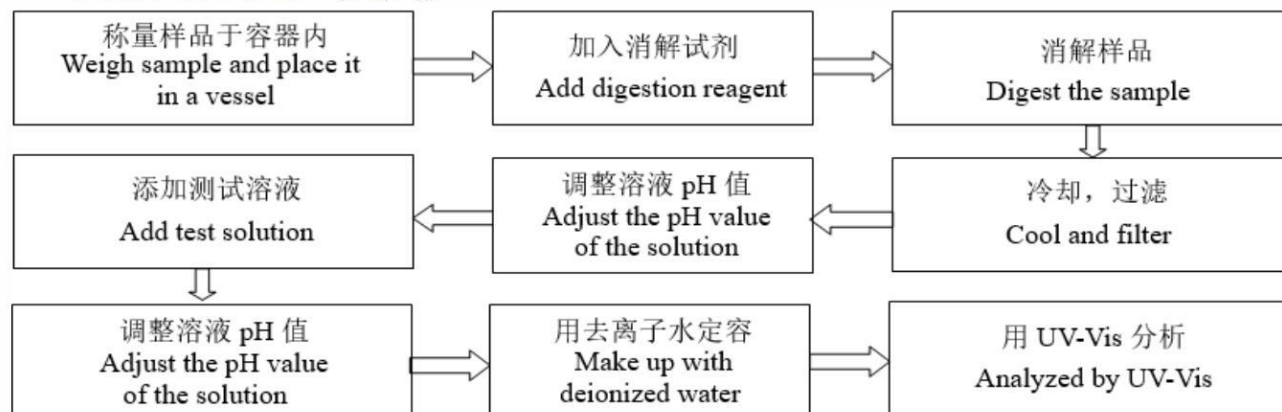 称量样品于容器内
Weigh sample and place it
in a vessel
加入消解试剂
Add digestion reagent
消解样品
Digest the sample
冷却，过滤
Cool and filter
调整溶液 pH 值
Adjust the pH value
of the solution
添加测试溶液
Add test solution
调整溶液 pH 值
Adjust the pH value
of the solution
用去离子水定容
Make up with
deionized water
用 UV-Vis 分析
Analyzed by UV-Vis